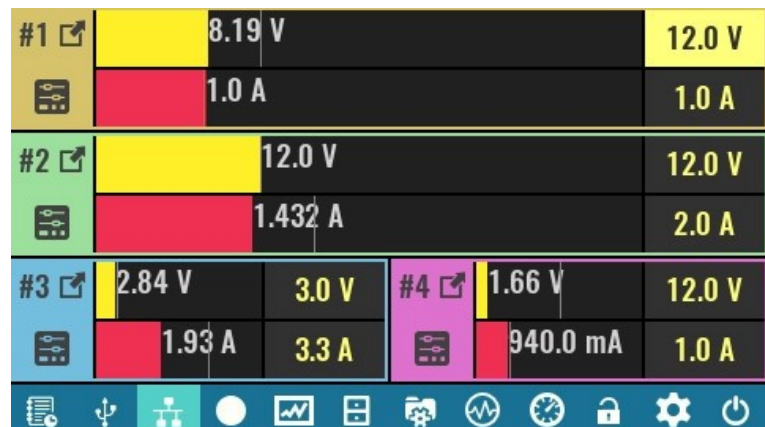 #1 8.19 V 12.0 V
1.0 A 1.0 A
#2 12.0 V 12.0 V
1.432 A 2.0 A
#3 2.84 V 3.0 V #4 1.66 V 12.0 V
1.93 A 3.3 A 940.0 mA 1.0 A